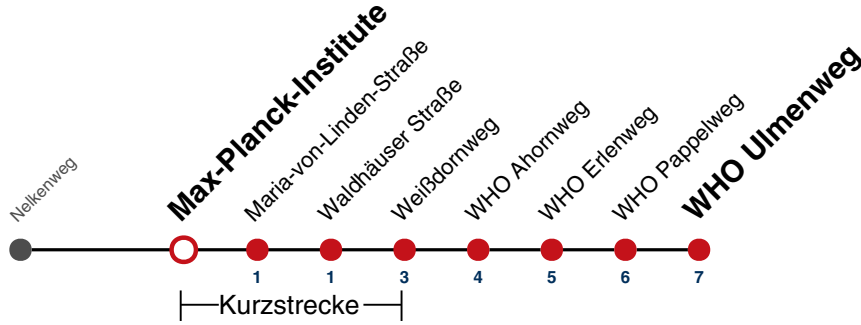 Nelkenweg
Max-Planck-Institute
Maria-von-Linden-Straße
Waldhäuser Straße
Weißdornweg
WHO Ahornweg
WHO Erlenweg
WHO Pappelweg
WHO Ulmenweg
1 1 3 4 5 6 7
Kurzstrecke